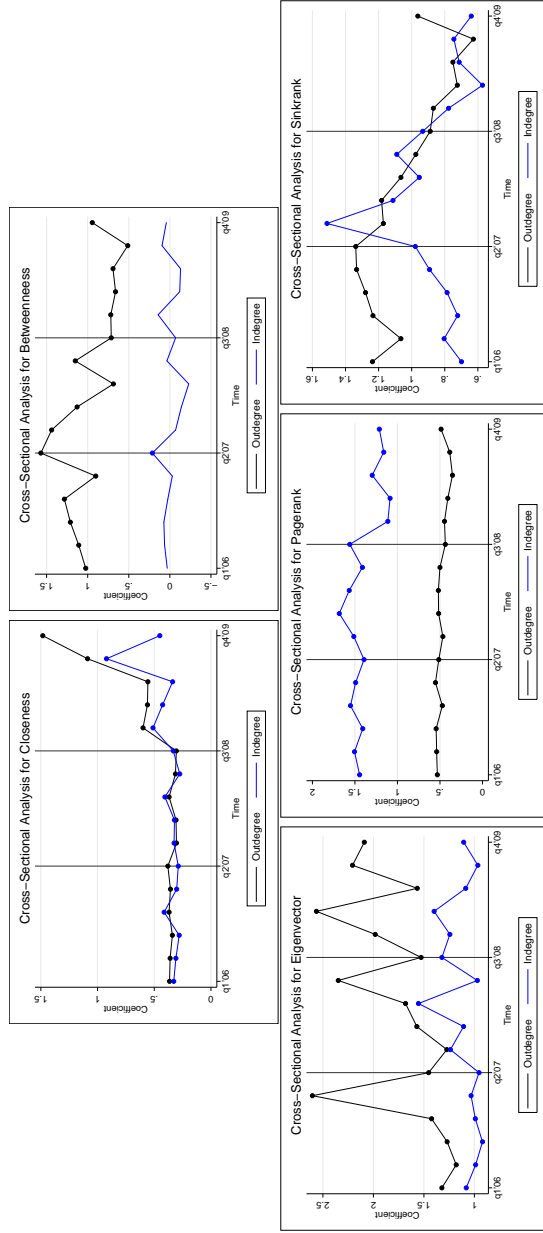 Cross−Sectional Analysis for Closeness
Coefficient
1.5
1
.5
0
q1'06
q2'07
q3'08
q4'09
Time
Outdegree
Indegree
Cross−Sectional Analysis for Betweenneess
Coefficient
1.5
1
.5
0
−.5
q1'06
q2'07
q3'08
q4'09
Time
Outdegree
Indegree
Cross−Sectional Analysis for Eigenvector
Coefficient
2.5
2
1.5
1
q1'06
q2'07
q3'08
q4'09
Time
Outdegree
Indegree
Cross−Sectional Analysis for Pagerank
Coefficient
2
1.5
1
.5
0
q1'06
q2'07
q3'08
q4'09
Time
Outdegree
Indegree
Cross−Sectional Analysis for Sinkrank
Coefficient
1.6
1.4
1.2
1
.8
.6
q1'06
q2'07
q3'08
q4'09
Time
Outdegree
Indegree